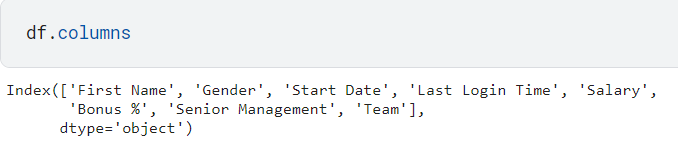 df.columns
Index(['First Name', 'Gender', 'Start Date', 'Last Login Time', 'Salary',
'Bonus %', 'Senior Management', 'Team'],
dtype='object')